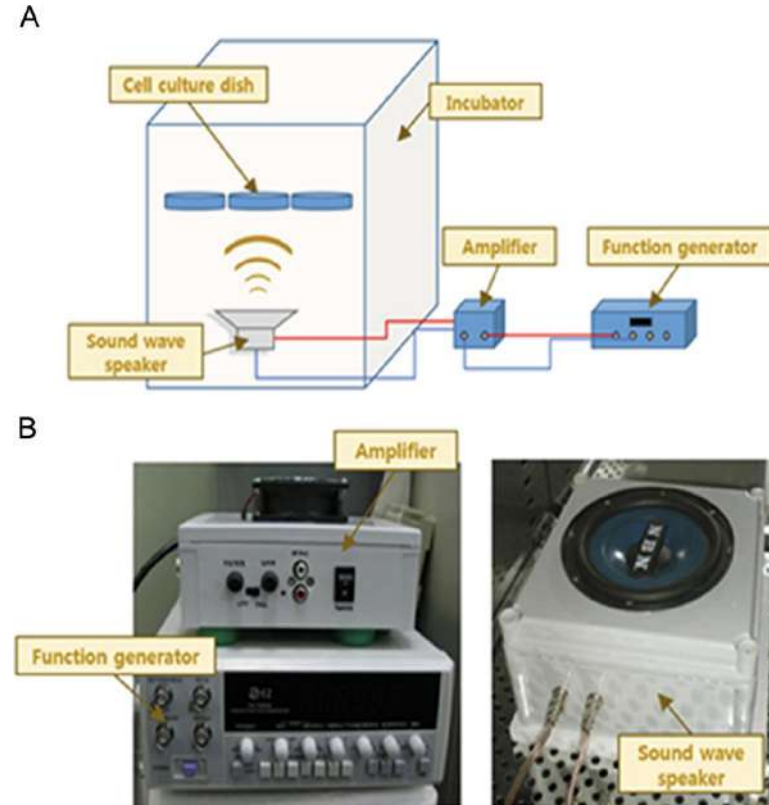 A
Cell culture dish
Incubator
Amplifier
Function generator
Sound wave
speaker
B
Amplifier
Function generator
Sound wave
speaker